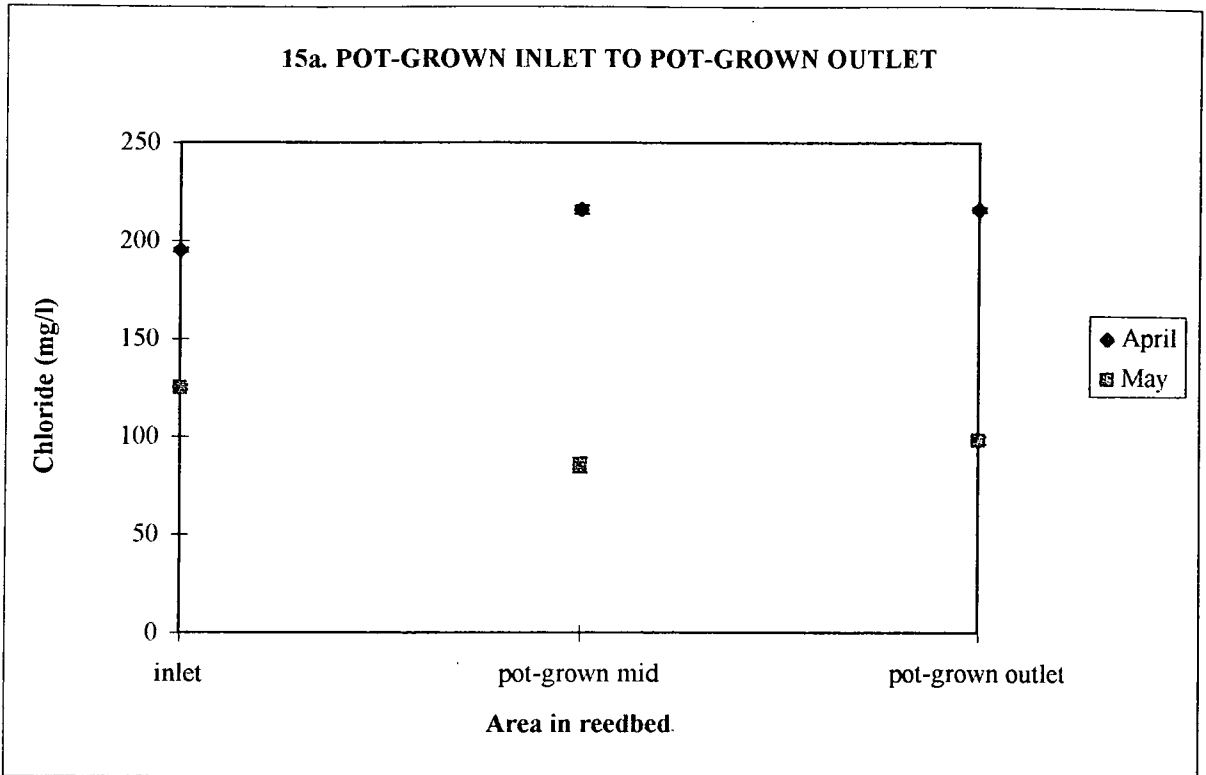 15a. POT-GROWN INLET TO POT-GROWN OUTLET
250
200
150
100
50
0
Chloride (mg/l)
inlet
pot-grown mid
pot-grown outlet
Area in reedbed
April
May